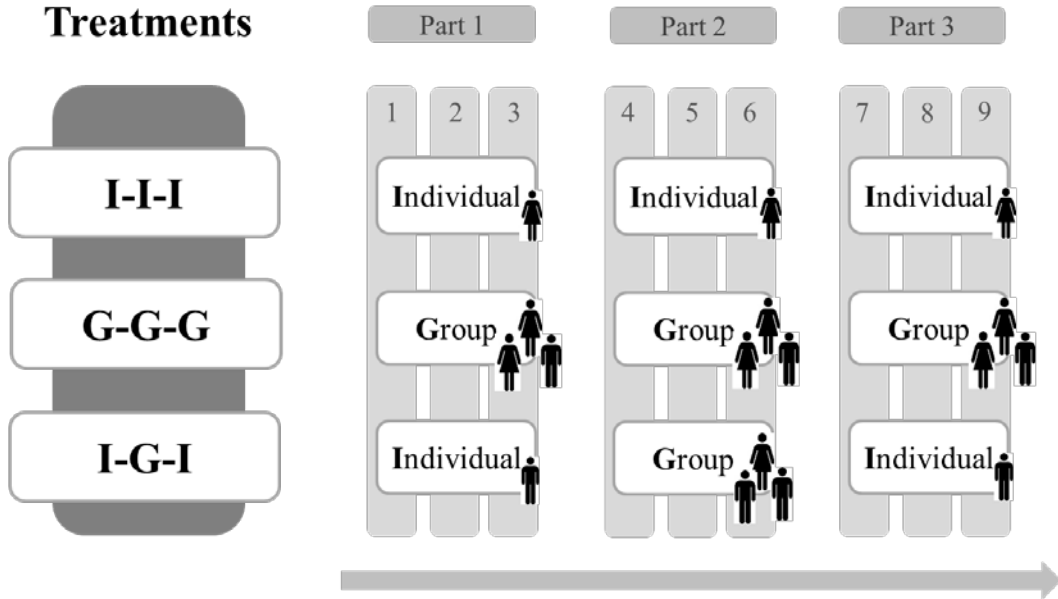 Treatments
Part 1 Part 2 Part 3
1 2 3 4 5 6 7 8 9
I-I-I Individual Individual Individual
G-G-G Group Group Group
I-G-I Individual Group Individual